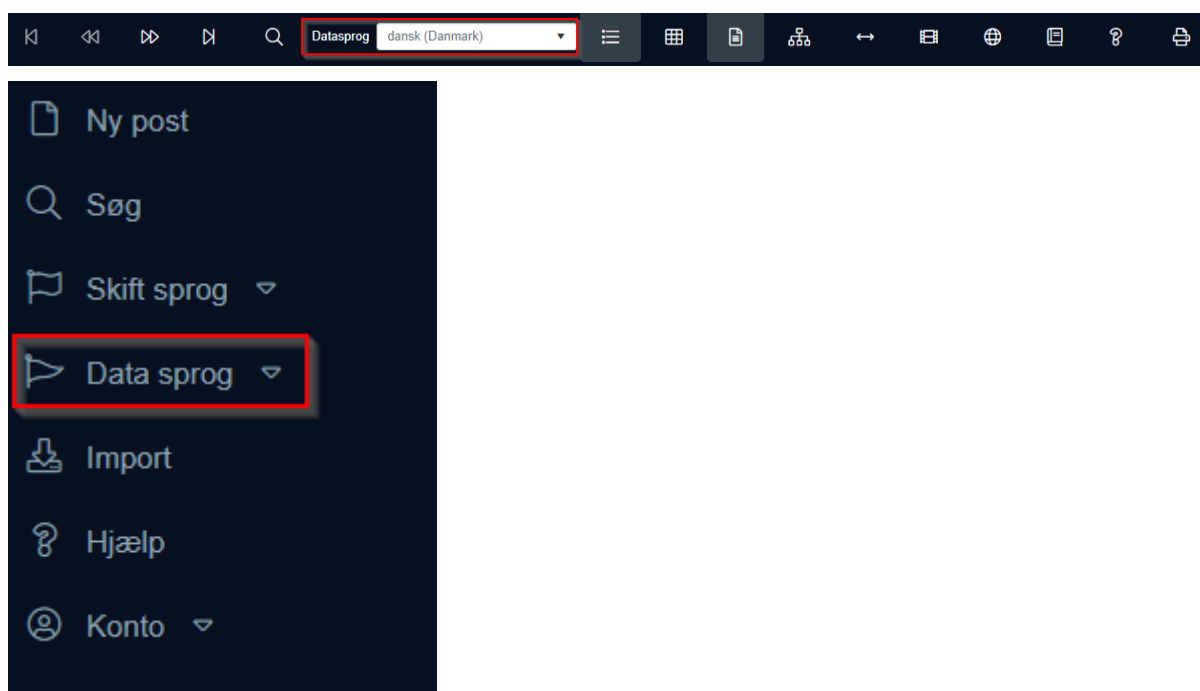 Datasprog dansk (Danmark)
Ny post
Søg
Skift sprog
Data sprog
Import
Hjælp
Konto